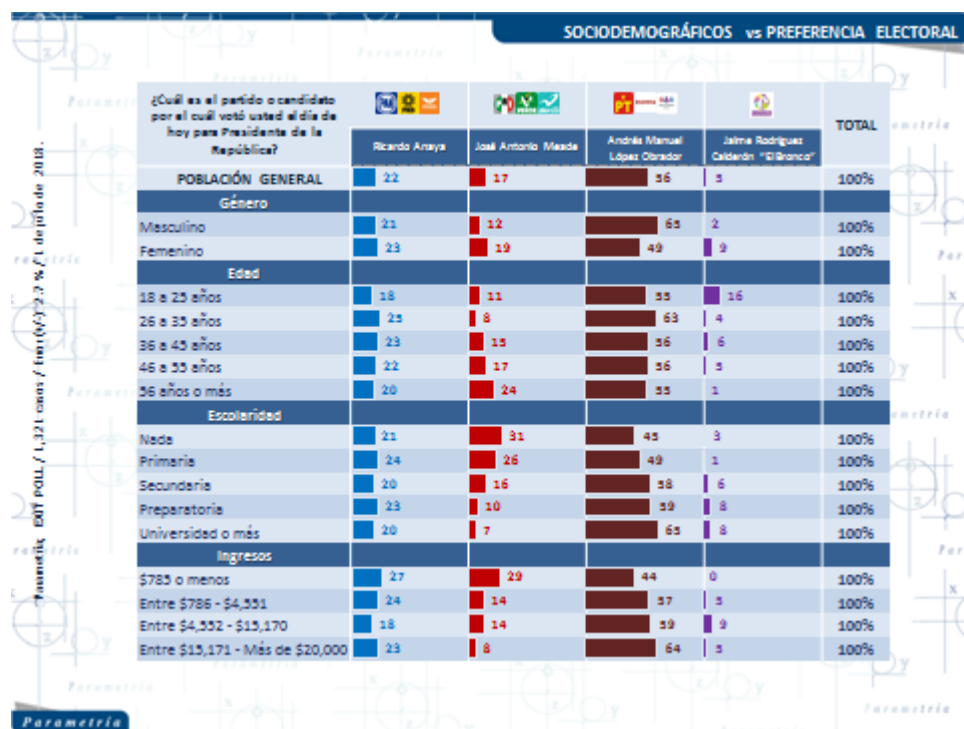 SOCIODEMOGRÁFICOS vs PREFERENCIA ELECTORAL
¿Cuál es el partido o candidato
por el cuál votó usted el día de
hoy para Presidente de la
República?
Ricardo Anaya
José Antonio Meade
Andrés Manuel
López Obrador
Jaime Rodríguez
Calderón "El Bronco"
TOTAL
POBLACIÓN GENERAL 22 17 56 5 100%
Género
Masculino 21 12 65 2 100%
Femenino 23 19 49 9 100%
Edad
18 a 25 años 18 11 55 16 100%
26 a 35 años 25 8 63 4 100%
36 a 45 años 23 15 56 6 100%
46 a 55 años 22 17 56 5 100%
56 años o más 20 24 55 1 100%
Escolaridad
Nada 21 31 45 3 100%
Primaria 24 26 49 1 100%
Secundaria 20 16 58 6 100%
Preparatoria 23 10 59 8 100%
Universidad o más 20 7 65 8 100%
Ingresos
$785 o menos 27 29 44 0 100%
Entre $786 - $4,551 24 14 57 5 100%
Entre $4,552 - $15,170 18 14 59 9 100%
Entre $15,171 - Más de $20,000 23 8 64 5 100%
Parametría, EXIT POLL / 1,321 casos / Error (+/-) 2.7 % / 1 de julio de 2018.
Parametría